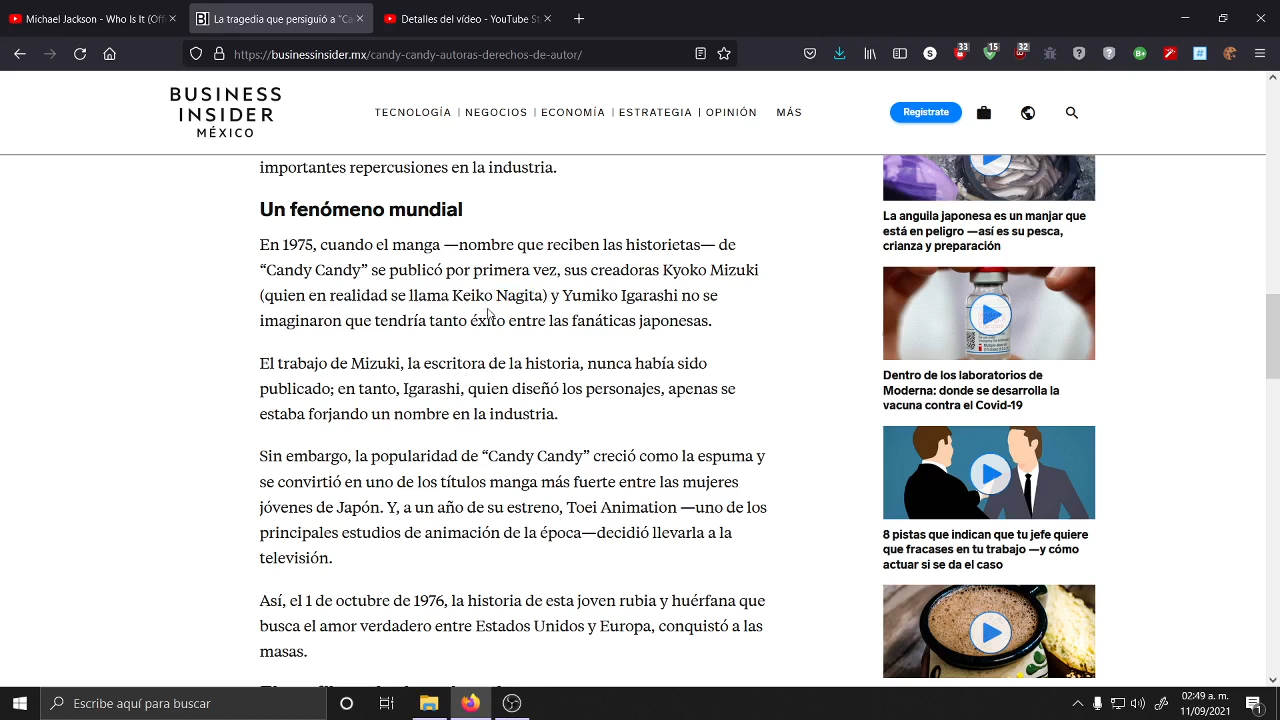 Michael Jackson - Who Is It (Offi
La tragedia que persiguió a "Ca
Detalles del vídeo - YouTube St
https://businessinsider.mx/candy-candy-autoras-derechos-de-autor/
33
15
32
BUSINESS
INSIDER
MÉXICO
TECNOLOGÍA | NEGOCIOS | ECONOMÍA | ESTRATEGIA | OPINIÓN | MÁS
Regístrate
importantes repercusiones en la industria.
Un fenómeno mundial
En 1975, cuando el manga —nombre que reciben las historietas— de
“Candy Candy” se publicó por primera vez, sus creadoras Kyoko Mizuki
(quien en realidad se llama Keiko Nagita) y Yumiko Igarashi no se
imaginaron que tendría tanto éxito entre las fanáticas japonesas.
El trabajo de Mizuki, la escritora de la historia, nunca había sido
publicado; en tanto, Igarashi, quien diseñó los personajes, apenas se
estaba forjando un nombre en la industria.
Sin embargo, la popularidad de “Candy Candy” creció como la espuma y
se convirtió en uno de los títulos manga más fuerte entre las mujeres
jóvenes de Japón. Y, a un año de su estreno, Toei Animation —uno de los
principales estudios de animación de la época—decidió llevarla a la
televisión.
Así, el 1 de octubre de 1976, la historia de esta joven rubia y huérfana que
busca el amor verdadero entre Estados Unidos y Europa, conquistó a las
masas.
La anguila japonesa es un manjar que
está en peligro —así es su pesca,
crianza y preparación
Dentro de los laboratorios de
Moderna: donde se desarrolla la
vacuna contra el Covid-19
8 pistas que indican que tu jefe quiere
que fracases en tu trabajo —y cómo
actuar si se da el caso
Escribe aquí para buscar
02:49 a. m.
11/09/2021
1